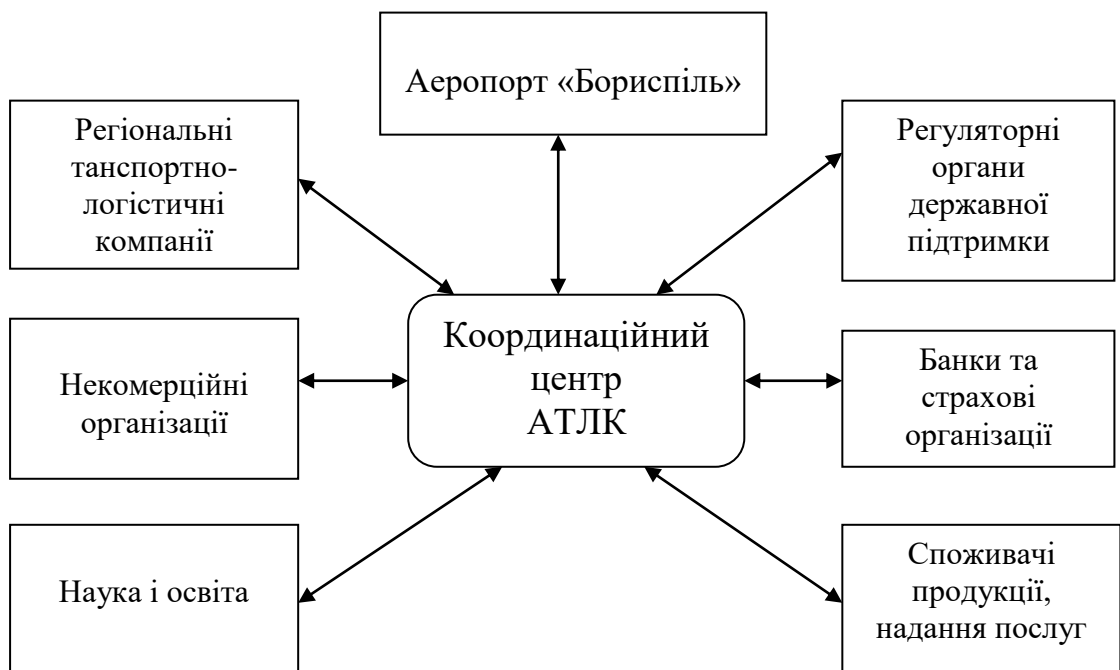 Аеропорт «Бориспіль»
Регіональні
танспортно-
логістичні
компанії
Регуляторні
органи
державної
підтримки
Координаційний
центр
АТЛК
Некомерційні
організації
Банки та
страхові
організації
Наука і освіта
Споживачі
продукції,
надання послуг